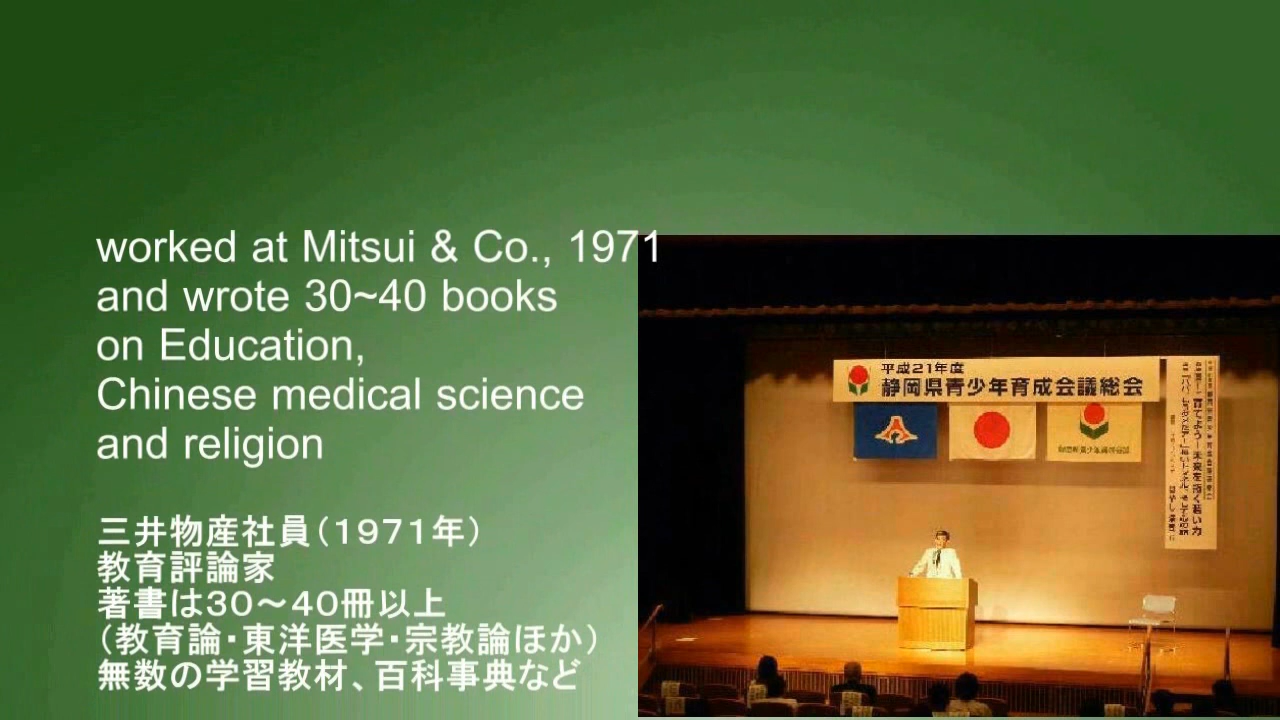 worked at Mitsui & Co., 1971
and wrote 30~40 books
on Education,
Chinese medical science
and religion
三井物産社員（１９７１年）
教育評論家
著書は３０～４０冊以上
（教育論・東洋医学・宗教論ほか）
無数の学習教材、百科事典など
平成21年度
静岡県青少年育成会議総会